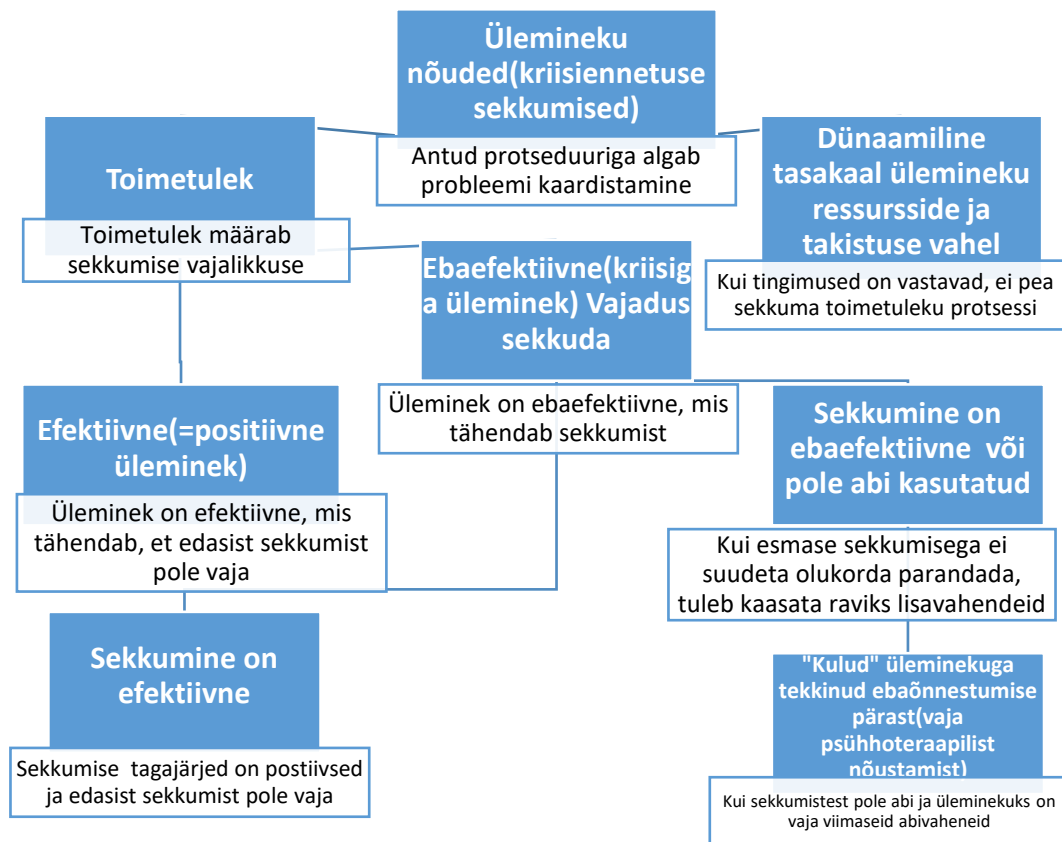 Ülemineku
nõuded(kriisiennetuse
sekkumised)
Antud protseduuriga algab
probleemi kaardistamine
Toimetulek
Toimetulek määrab
sekkumise vajalikkuse
Dünaamiline
tasakaal ülemineku
ressursside ja
takistuse vahel
Kui tingimused on vastavad, ei pea
sekkuma toimetuleku protsessi
Ebaefektiivne(kriisi
ga üleminek) Vajadus
sekkuda
Üleminek on ebaefektiivne, mis
tähendab sekkumist
Efektiivne(=positiivne
üleminek)
Üleminek on efektiivne, mis
tähendab, et edasist sekkumist
pole vaja
Sekkumine on
ebaefektiivne või
pole abi kasutatud
Kui esmase sekkumisega ei
suudeta olukorda parandada,
tuleb kaasata raviks lisavahendeid
Sekkumine on
efektiivne
Sekkumise tagajärjed on postiivsed
ja edasist sekkumist pole vaja
"Kulud" üleminekuga
tekkinud ebaõnnestumise
pärast(vaja
psühhoteraapilist
nõustamist)
Kui sekkumistest pole abi ja üleminekuks on
vaja viimaseid abivaheneid